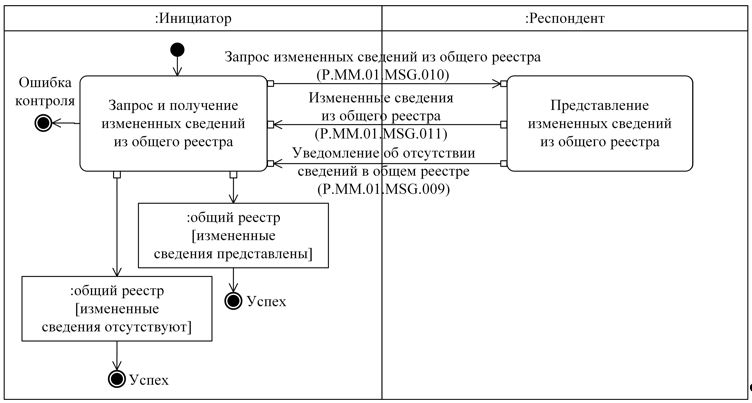 :Инициатор
:Респондент
Запрос измененных сведений из общего реестра
(P.MM.01.MSG.010)
Ошибка
контроля
Запрос и получение
измененных сведений
из общего реестра
Измененные сведения
из общего реестра
(P.MM.01.MSG.011)
Уведомление об отсутствии
сведений в общем реестре
(P.MM.01.MSG.009)
Представление
измененных сведений
из общего реестра
:общий реестр
[измененные
сведения представлены]
Успех
:общий реестр
[измененные
сведения отсутствуют]
Успех